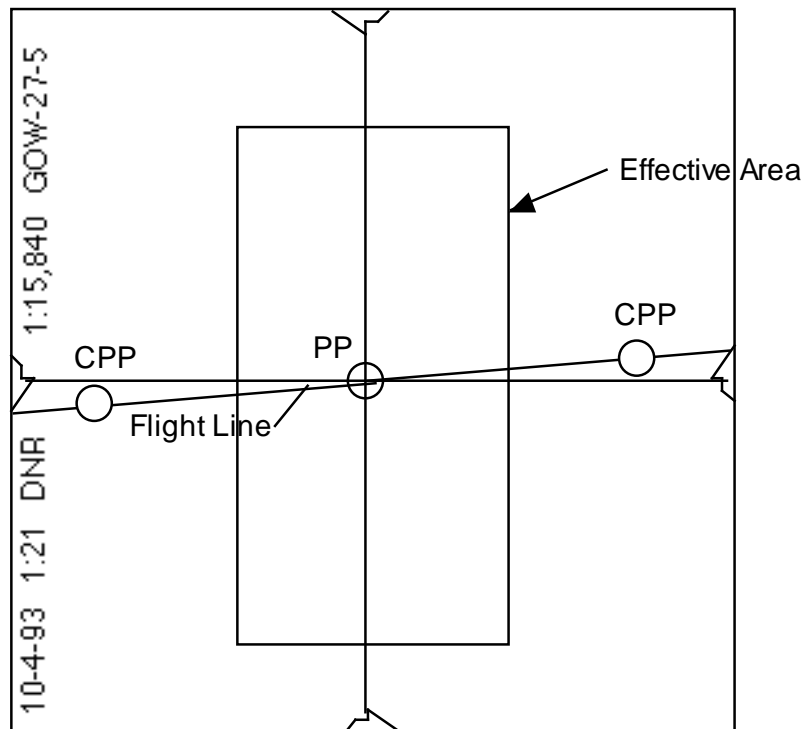 10-4-93 1:21 DNR 1:15,840 GOW-27-5
Effective Area
CPP
PP
CPP
Flight Line